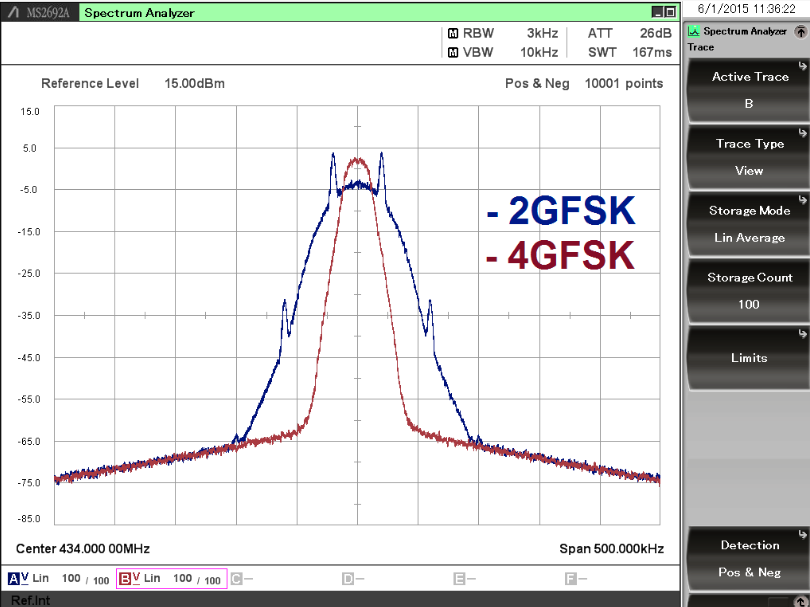 MS2692A Spectrum Analyzer 6/1/2015 11:36:22
RBW 3kHz ATT 26dB
VBW 10kHz SWT 167ms
Reference Level 15.00dBm Pos & Neg 10001 points
15.0
5.0
-5.0
-15.0
-25.0
-35.0
-45.0
-55.0
-65.0
-75.0
-85.0
- 2GFSK
- 4GFSK
Center 434.000 00MHz Span 500.000kHz
A V Lin 100 / 100 B V Lin 100 / 100 C -- D -- E -- F --
Ref.Int
Spectrum Analyzer
Trace
Active Trace
B
Trace Type
View
Storage Mode
Lin Average
Storage Count
100
Limits
Detection
Pos & Neg